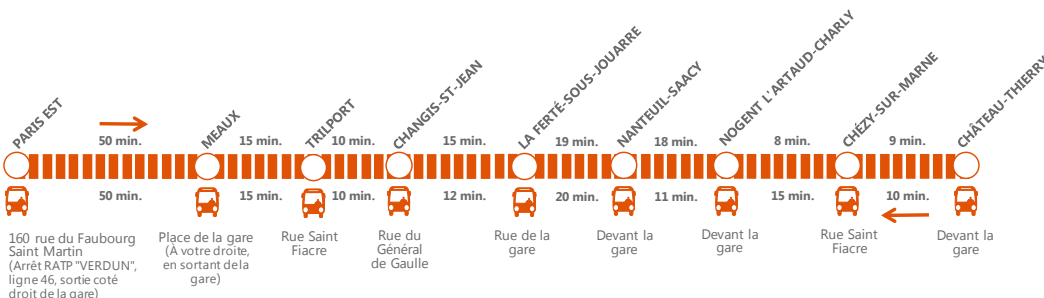 PARIS EST
MEAUX
TRILPORT
CHANGIS-ST-JEAN
LA FERTÉ-SOUS-JOUARRE
NANTEUIL-SAACY
NOGENT L'ARTAUD-CHARLY
CHÉZY-SUR-MARNE
CHÂTEAU-THIERRY
50 min.
15 min.
10 min.
15 min.
19 min.
18 min.
8 min.
9 min.
50 min.
15 min.
10 min.
12 min.
20 min.
11 min.
15 min.
10 min.
160 rue du Faubourg
Saint Martin
(Arrêt RATP "VERDUN",
ligne 46, sortie coté
droit de la gare)
Place de la gare
(À votre droite,
en sortant de la
gare)
Rue Saint
Fiacre
Rue du
Général
de Gaulle
Rue de la
gare
Devant la
gare
Devant la
gare
Rue Saint
Fiacre
Devant la
gare